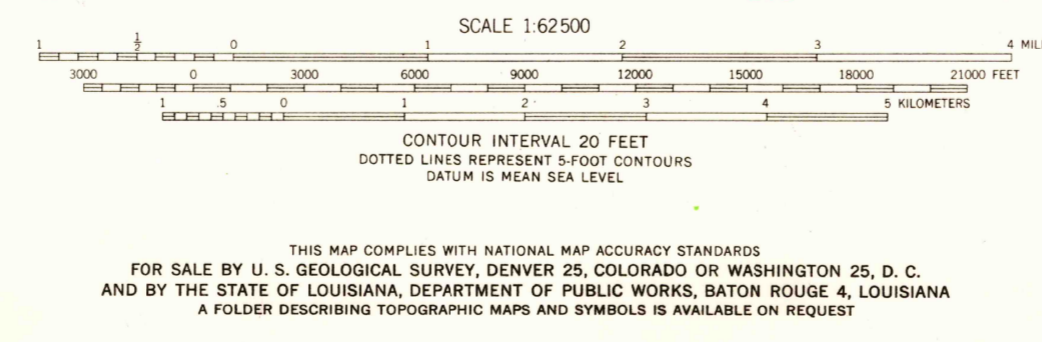 SCALE 1:62500
1 ½ 0 1 2 3 4
3000 0 3000 6000 9000 12000 15000 18000 21000 FEET
1 .5 0 1 2 3 4 5 KILOMETERS
CONTOUR INTERVAL 20 FEET
DOTTED LINES REPRESENT 5-FOOT CONTOURS
DATUM IS MEAN SEA LEVEL
THIS MAP COMPLIES WITH NATIONAL MAP ACCURACY STANDARDS
FOR SALE BY U. S. GEOLOGICAL SURVEY, DENVER 25, COLORADO OR WASHINGTON 25, D. C.
AND BY THE STATE OF LOUISIANA, DEPARTMENT OF PUBLIC WORKS, BATON ROUGE 4, LOUISIANA
A FOLDER DESCRIBING TOPOGRAPHIC MAPS AND SYMBOLS IS AVAILABLE ON REQUEST